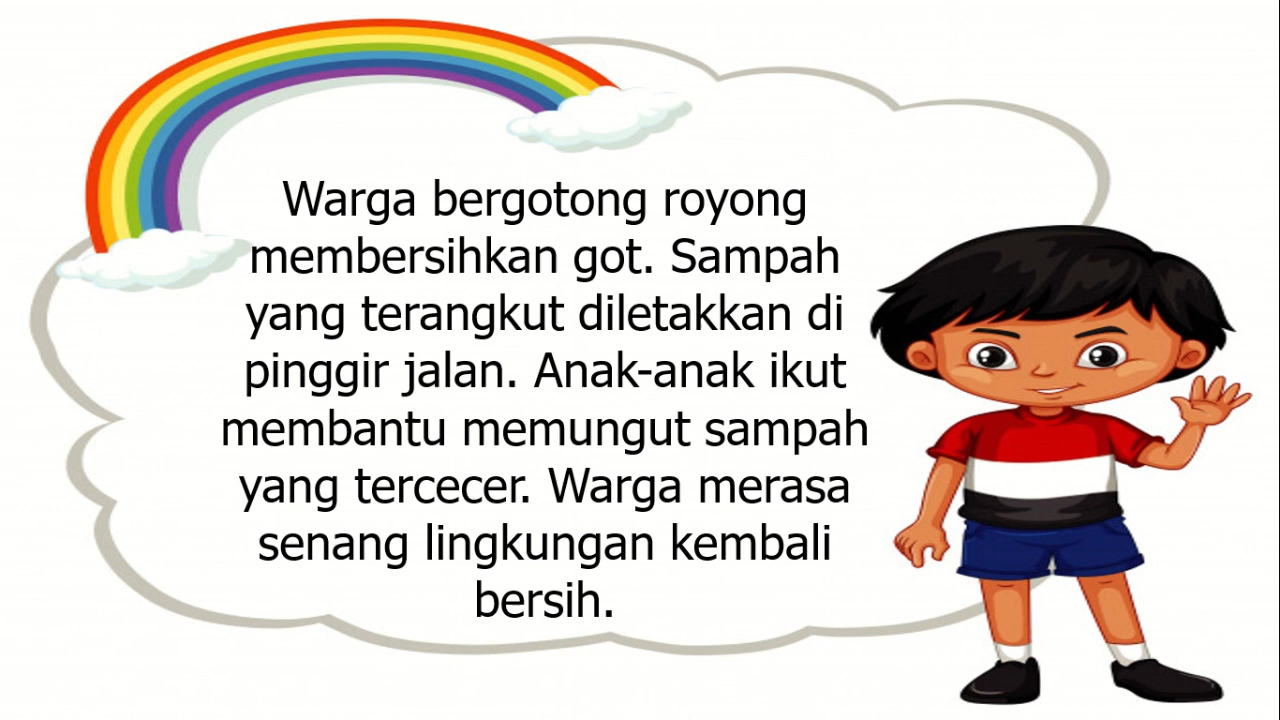 Warga bergotong royong
membersihkan got. Sampah
yang terangkut diletakkan di
pinggir jalan. Anak-anak ikut
membantu memungut sampah
yang tercecer. Warga merasa
senang lingkungan kembali
bersih.